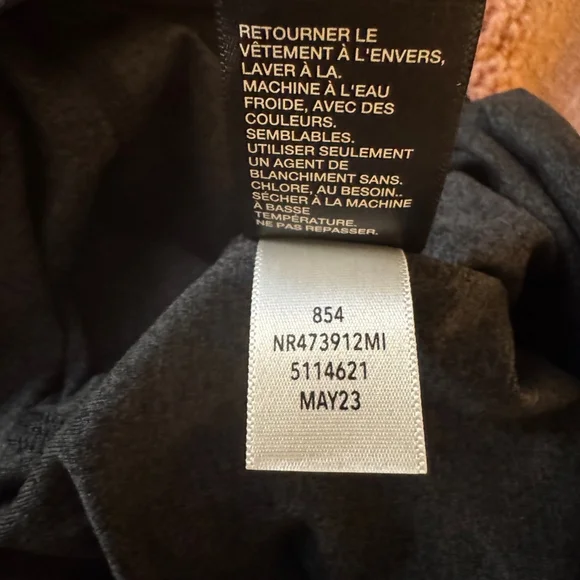 RETOURNER LE
VÊTEMENT À L'ENVERS,
LAVER À LA.
MACHINE À L'EAU
FROIDE, AVEC DES
COULEURS.
SEMBLABLES.
UTILISER SEULEMENT
UN AGENT DE
BLANCHIMENT SANS.
CHLORE, AU BESOIN..
SÉCHER À LA MACHINE
À BASSE
TEMPÉRATURE.
NE PAS REPASSER.
854
NR473912MI
5114621
MAY23